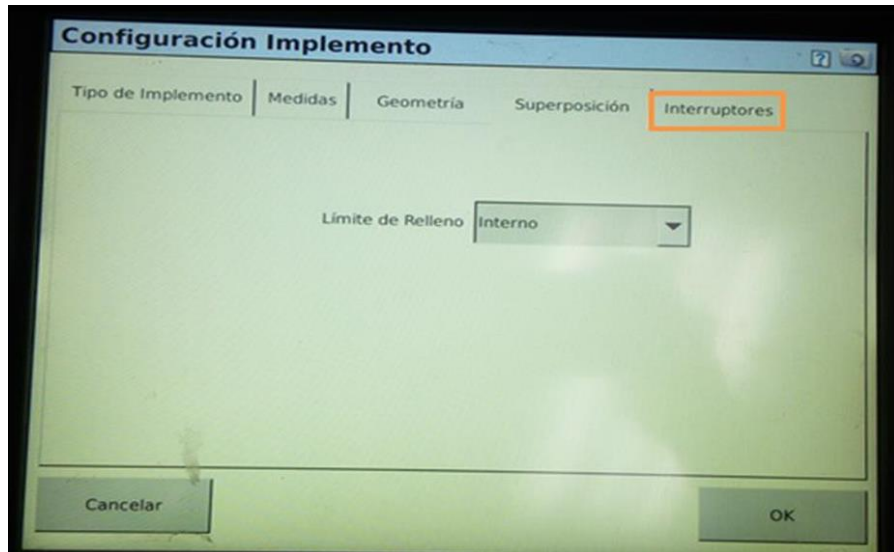 Configuración Implemento
?
Tipo de Implemento Medidas Geometría Superposición Interruptores
Límite de Relleno Interno
Cancelar OK